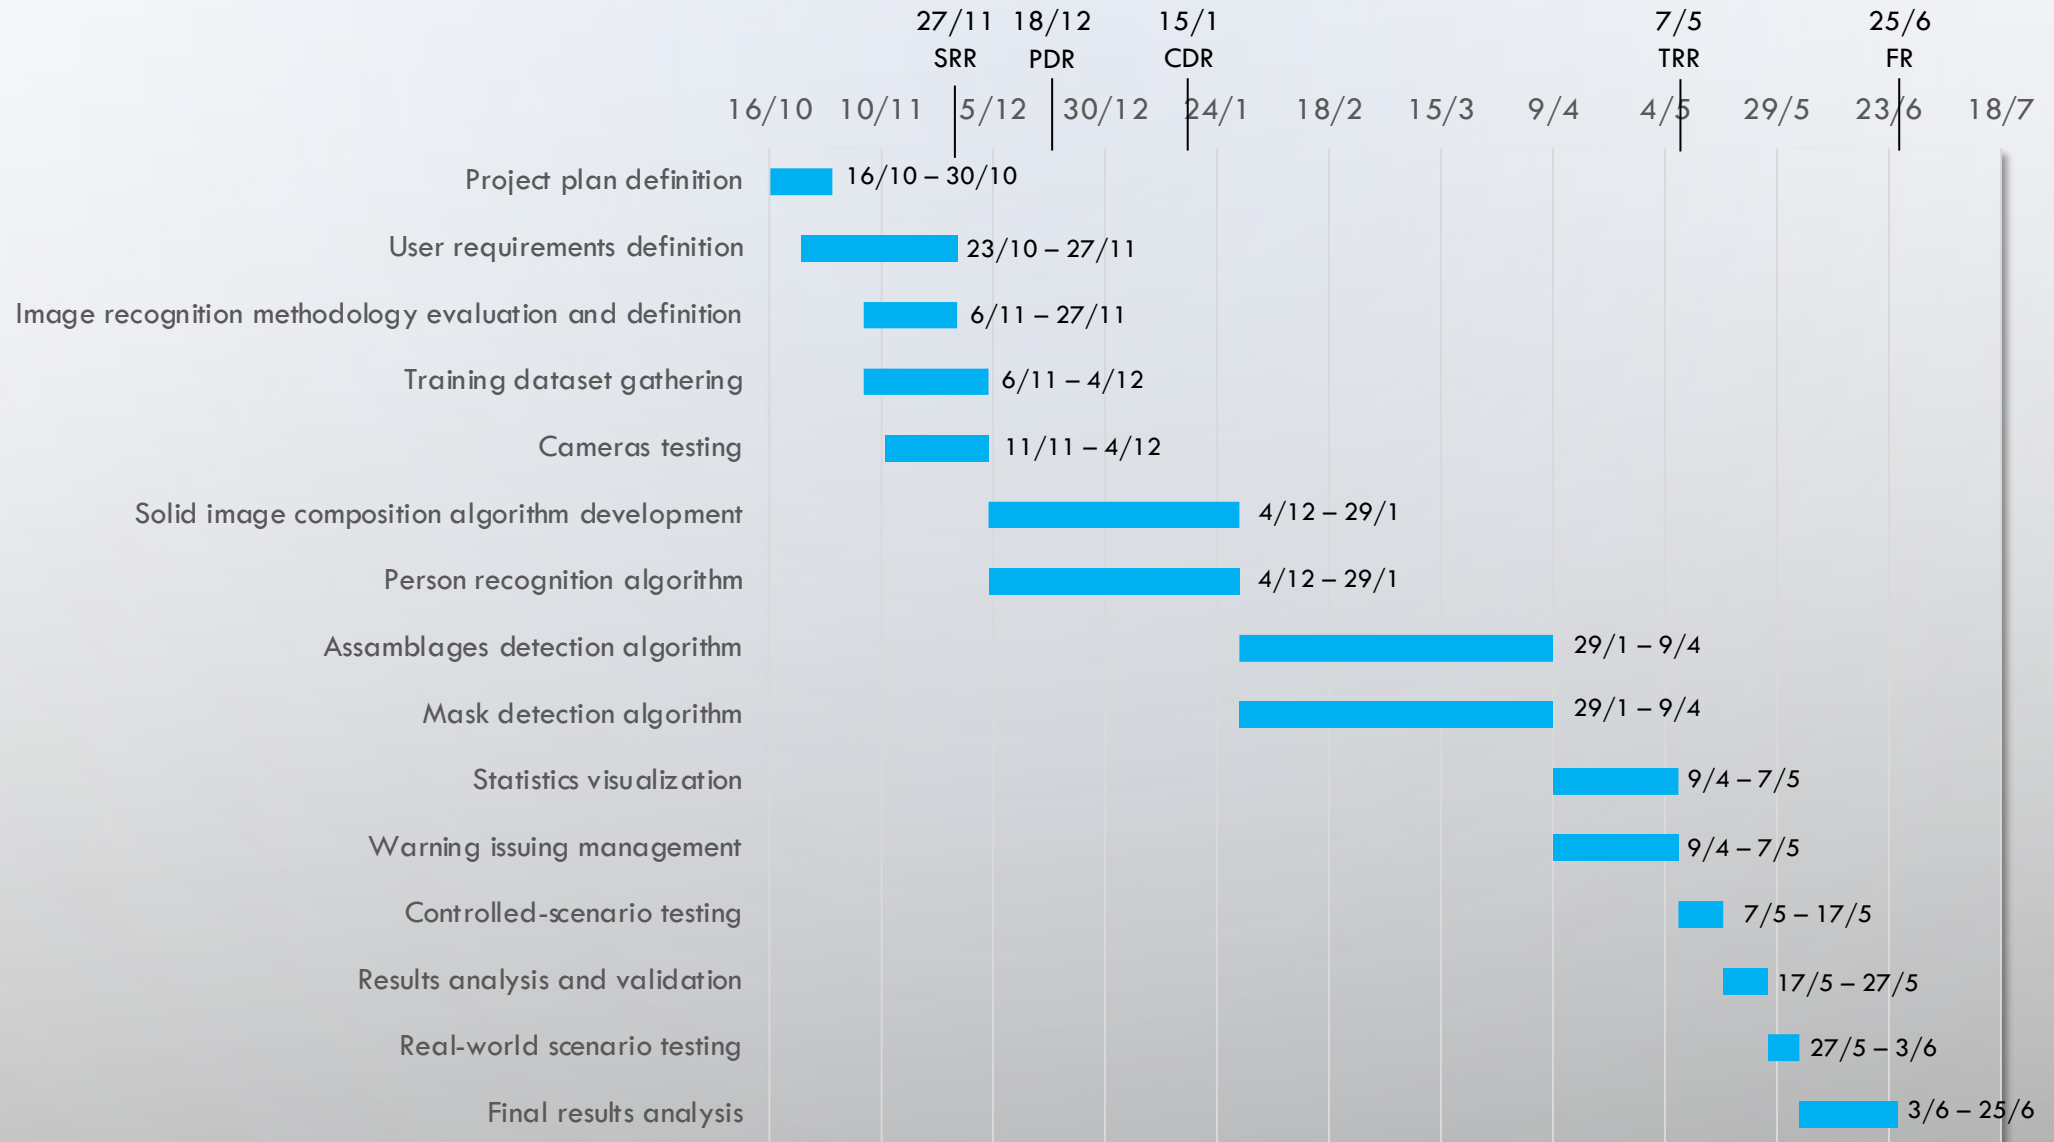 27/11 18/12 15/1 7/5 25/6
SRR PDR CDR TRR FR
16/10 10/11 5/12 30/12 24/1 18/2 15/3 9/4 4/5 29/5 23/6 18/7
Project plan definition 16/10 – 30/10
User requirements definition 23/10 – 27/11
Image recognition methodology evaluation and definition 6/11 – 27/11
Training dataset gathering 6/11 – 4/12
Cameras testing 11/11 – 4/12
Solid image composition algorithm development 4/12 – 29/1
Person recognition algorithm 4/12 – 29/1
Assamblages detection algorithm 29/1 – 9/4
Mask detection algorithm 29/1 – 9/4
Statistics visualization 9/4 – 7/5
Warning issuing management 9/4 – 7/5
Controlled-scenario testing 7/5 – 17/5
Results analysis and validation 17/5 – 27/5
Real-world scenario testing 27/5 – 3/6
Final results analysis 3/6 – 25/6